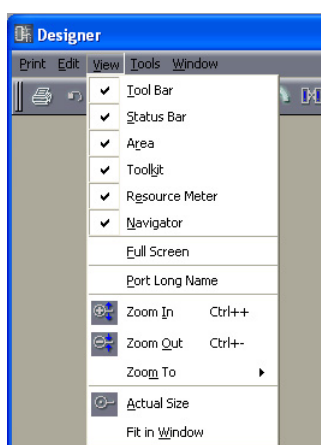 Designer
Print Edit View Tools Window
Tool Bar
Status Bar
Area
Toolkit
Resource Meter
Navigator
Full Screen
Port Long Name
Zoom In Ctrl++
Zoom Out Ctrl+-
Zoom To
Actual Size
Fit in Window